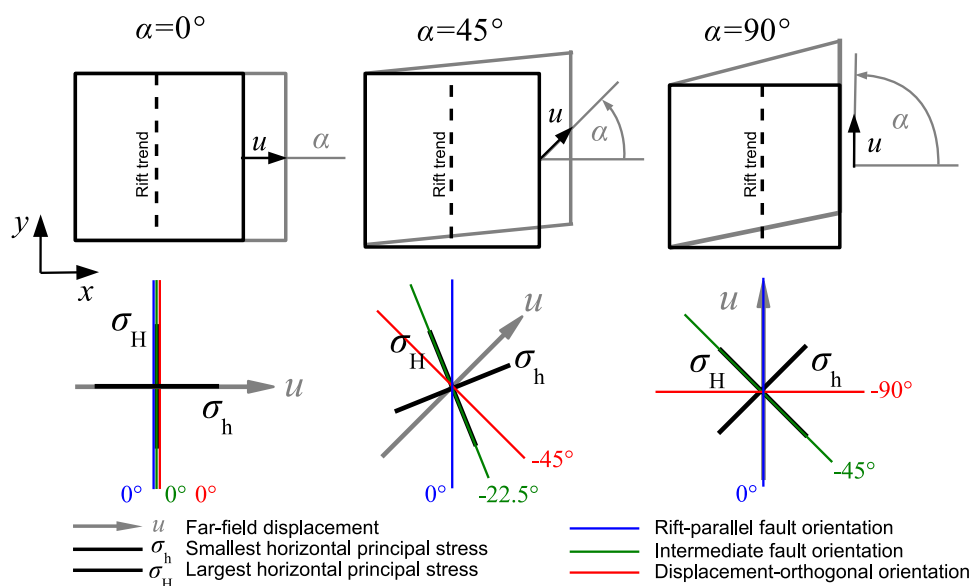 α=0°
α=45°
α=90°
Rift trend
u
α
Rift trend
u
α
Rift trend
u
α
y
x
σH
σh
u
0° 0° 0°
σH
σh
u
-45°
0°
-22.5°
u
σH
σh
-90°
-45°
0°
u Far-field displacement
σh Smallest horizontal principal stress
σH Largest horizontal principal stress
Rift-parallel fault orientation
Intermediate fault orientation
Displacement-orthogonal orientation